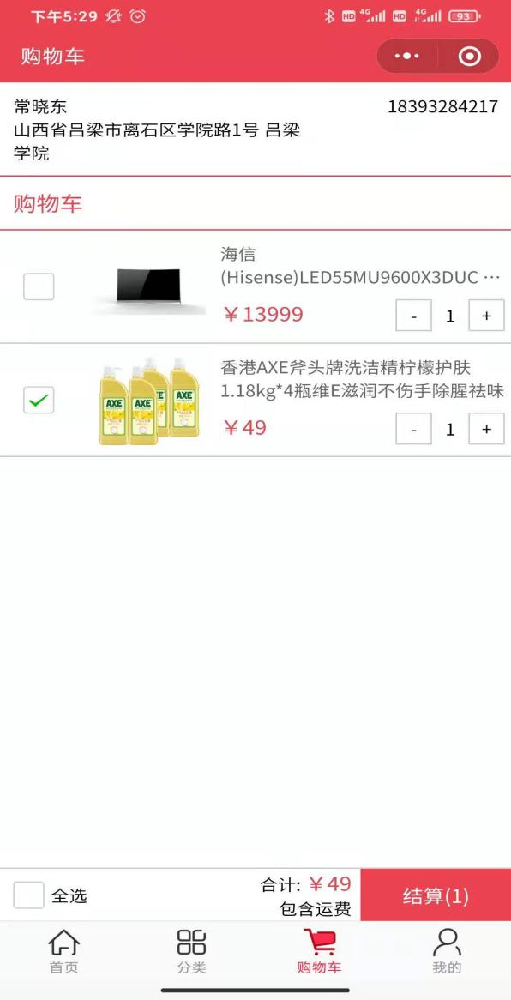 下午5:29 HD 4G HD 4G 93
购物车
常晓东 18393284217
山西省吕梁市离石区学院路1号 吕梁
学院
购物车
海信
(Hisense)LED55MU9600X3DUC ···
￥13999 - 1 +
香港AXE斧头牌洗洁精柠檬护肤
1.18kg*4瓶维E滋润不伤手除腥祛味
AXE AXE
￥49 - 1 +
全选 合计: ￥49 结算(1)
包含运费
首页 分类 购物车 我的